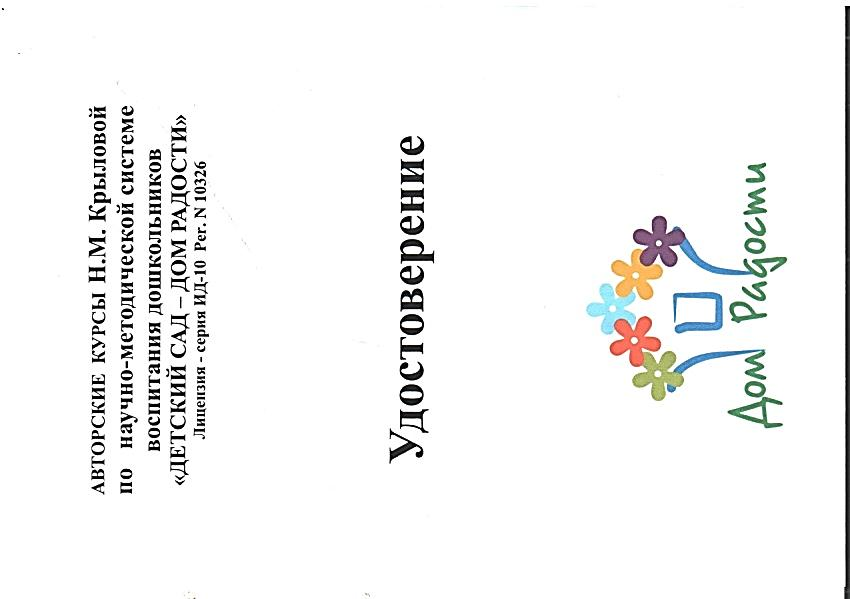 АВТОРСКИЕ КУРСЫ Н.М. Крыловой
по научно-методической системе
воспитания дошкольников
«ДЕТСКИЙ САД – ДОМ РАДОСТИ»
Лицензия - серия ИД-10 Рег. N 10326
Удостоверение
Дом Радости